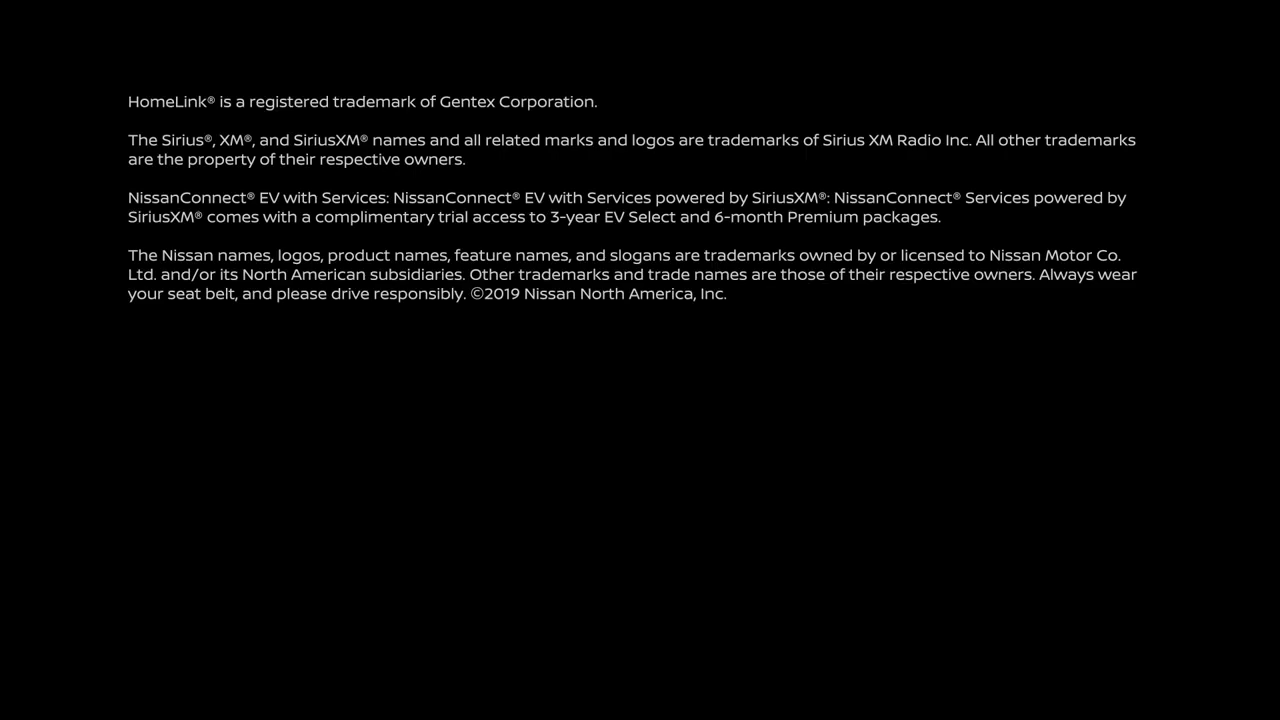 HomeLink® is a registered trademark of Gentex Corporation.
The Sirius®, XM®, and SiriusXM® names and all related marks and logos are trademarks of Sirius XM Radio Inc. All other trademarks
are the property of their respective owners.
NissanConnect® EV with Services: NissanConnect® EV with Services powered by SiriusXM®: NissanConnect® Services powered by
SiriusXM® comes with a complimentary trial access to 3-year EV Select and 6-month Premium packages.
The Nissan names, logos, product names, feature names, and slogans are trademarks owned by or licensed to Nissan Motor Co.
Ltd. and/or its North American subsidiaries. Other trademarks and trade names are those of their respective owners. Always wear
your seat belt, and please drive responsibly. ©2019 Nissan North America, Inc.